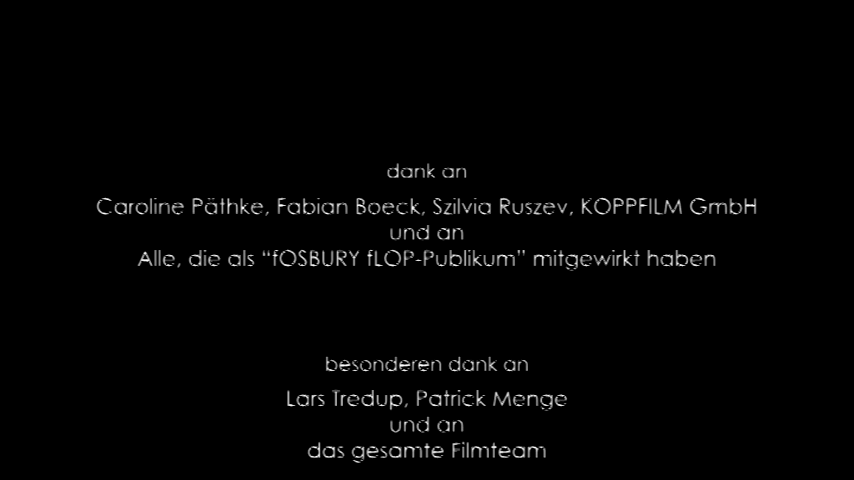 dank an
Caroline Päthke, Fabian Boeck, Szilvia Ruszev, KOPPFILM GmbH
und an
Alle, die als “fOSBURY fLOP-Publikum” mitgewirkt haben
besonderen dank an
Lars Tredup, Patrick Menge
und an
das gesamte Filmteam